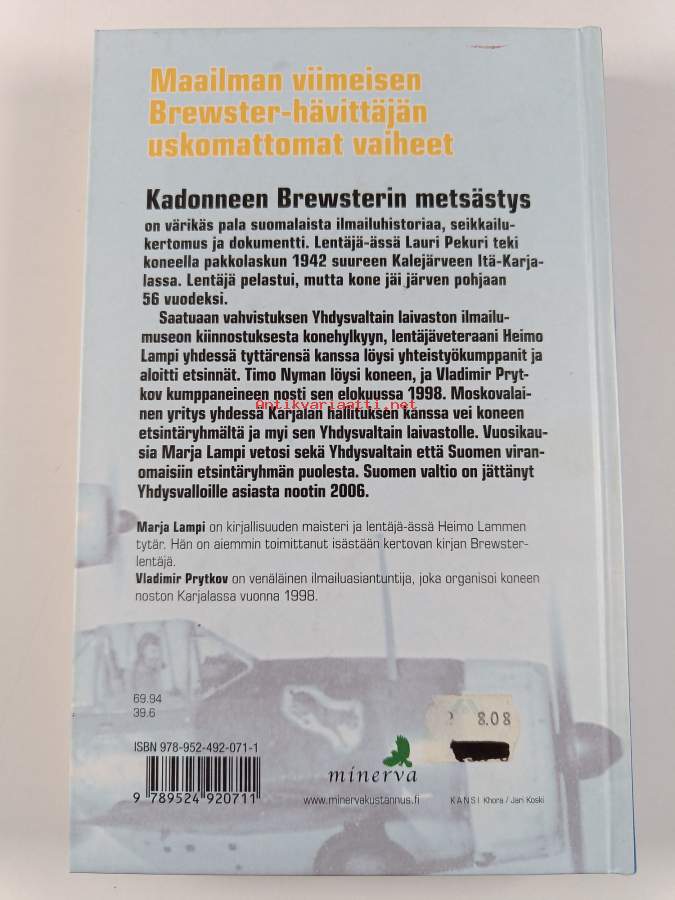 Maailman viimeisen
Brewster-hävittäjän
uskomattomat vaiheet
Kadonneen Brewsterin metsästys
on värikäs pala suomalaista ilmailuhistoriaa, seikkailu-
kertomus ja dokumentti. Lentäjä-ässä Lauri Pekuri teki
koneella pakkolaskun 1942 suureen Kalejärveen Itä-Karja-
lassa. Lentäjä pelastui, mutta kone jäi järven pohjaan
56 vuodeksi.
Saatuaan vahvistuksen Yhdysvaltain laivaston ilmailu-
museon kiinnostuksesta konehylkyyn, lentäjäveteraani Heimo
Lampi yhdessä tyttärensä kanssa löysi yhteistyökumppanit ja
aloitti etsinnät. Timo Nyman löysi koneen, ja Vladimir Pryt-
kov kumppaneineen nosti sen elokuussa 1998. Moskovalai-
Antikvariaatti.net
nen yritys yhdessä Karjalan hallituksen kanssa vei koneen
etsintäryhmältä ja myi sen Yhdysvaltain laivastolle. Vuosikau-
sia Marja Lampi vetosi sekä Yhdysvaltain että Suomen viran-
omaisiin etsintäryhmän puolesta. Suomen valtio on jättänyt
Yhdysvalloille asiasta nootin 2006.
Marja Lampi on kirjallisuuden maisteri ja lentäjä-ässä Heimo Lammen
tytär. Hän on aiemmin toimittanut isästään kertovan kirjan Brewster-
lentäjä.
Vladimir Prytkov on venäläinen ilmailuasiantuntija, joka organisoi koneen
noston Karjalassa vuonna 1998.
69.94
39.6
8.08
ISBN 978-952-492-071-1
9 789524 920711
minerva
www.minervakustannus.fi
KANSI Khora / Jari Koski